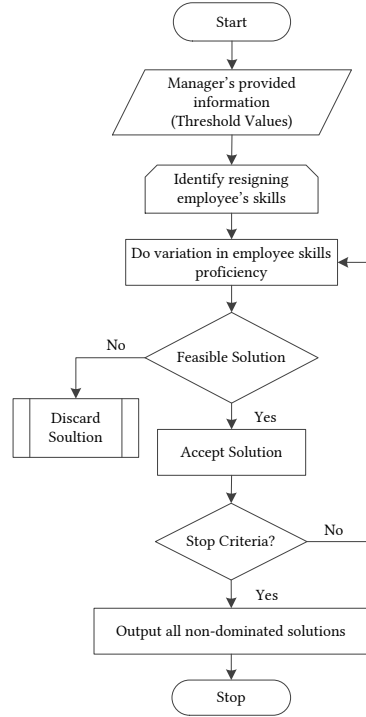 Start
Manager's provided
information
(Threshold Values)
Identify resigning
employee's skills
Do variation in employee skills
proficiency
Feasible Solution
No
Yes
Discard
Soultion
Accept Solution
Stop Criteria?
No
Yes
Output all non-dominated solutions
Stop